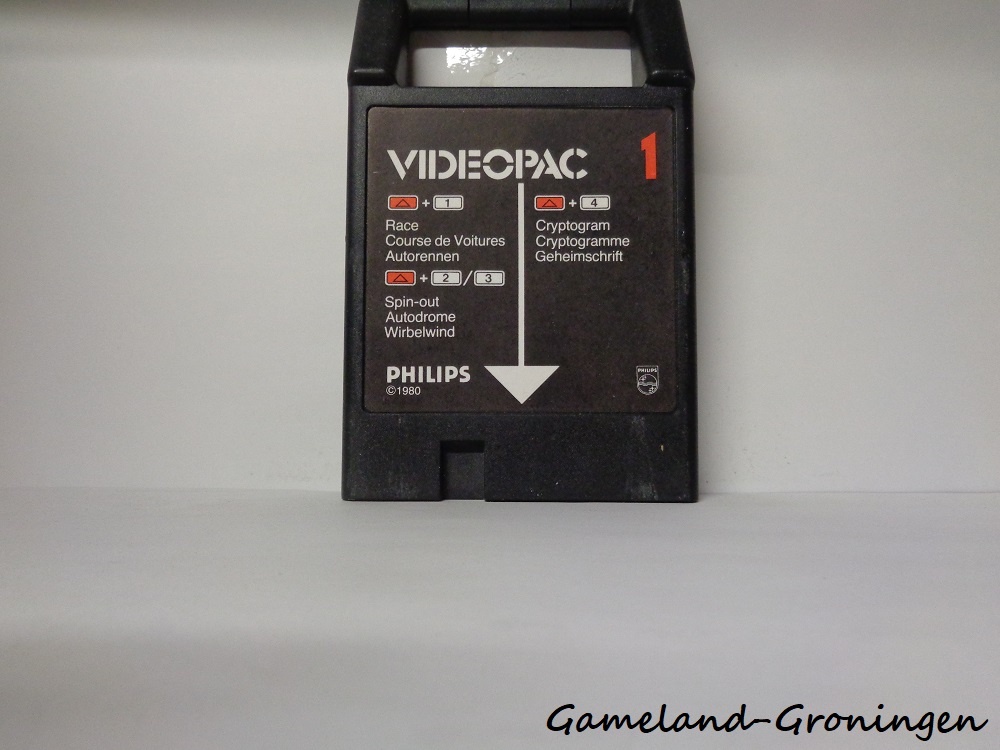 VIDEOPAC 1
+ 1
Race
Course de Voitures
Autorennen
+ 2 / 3
Spin-out
Autodrome
Wirbelwind
+ 4
Cryptogram
Cryptogramme
Geheimschrift
PHILIPS
©1980
PHILIPS
Gameland-Groningen